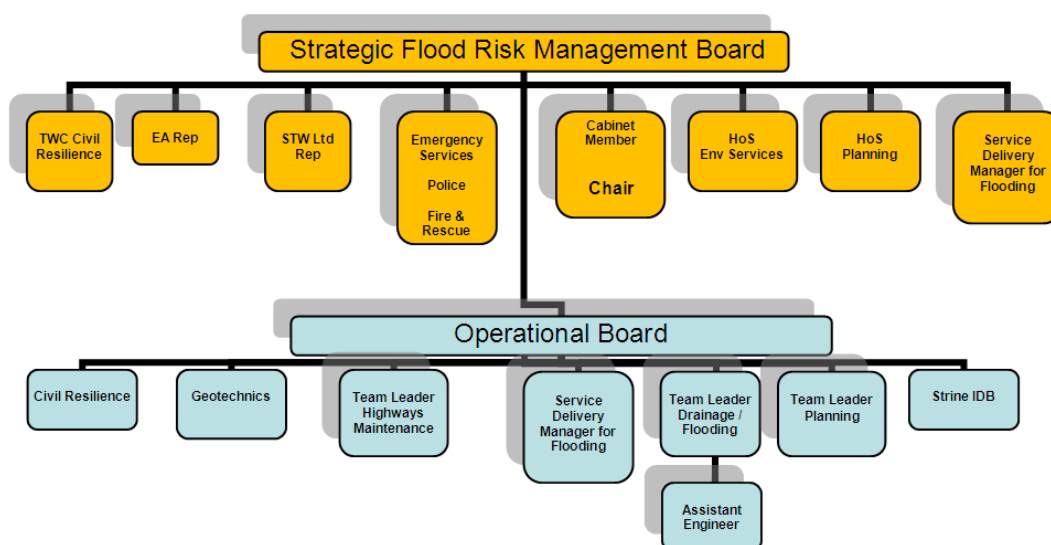 Strategic Flood Risk Management Board
TWC Civil
Resilience
EA Rep
STW Ltd
Rep
Emergency
Services
Police
Fire &
Rescue
Cabinet
Member
Chair
HoS
Env Services
HoS
Planning
Service
Delivery
Manager for
Flooding
Operational Board
Civil Resilience
Geotechnics
Team Leader
Highways
Maintenance
Service
Delivery
Manager for
Flooding
Team Leader
Drainage /
Flooding
Team Leader
Planning
Strine IDB
Assistant
Engineer